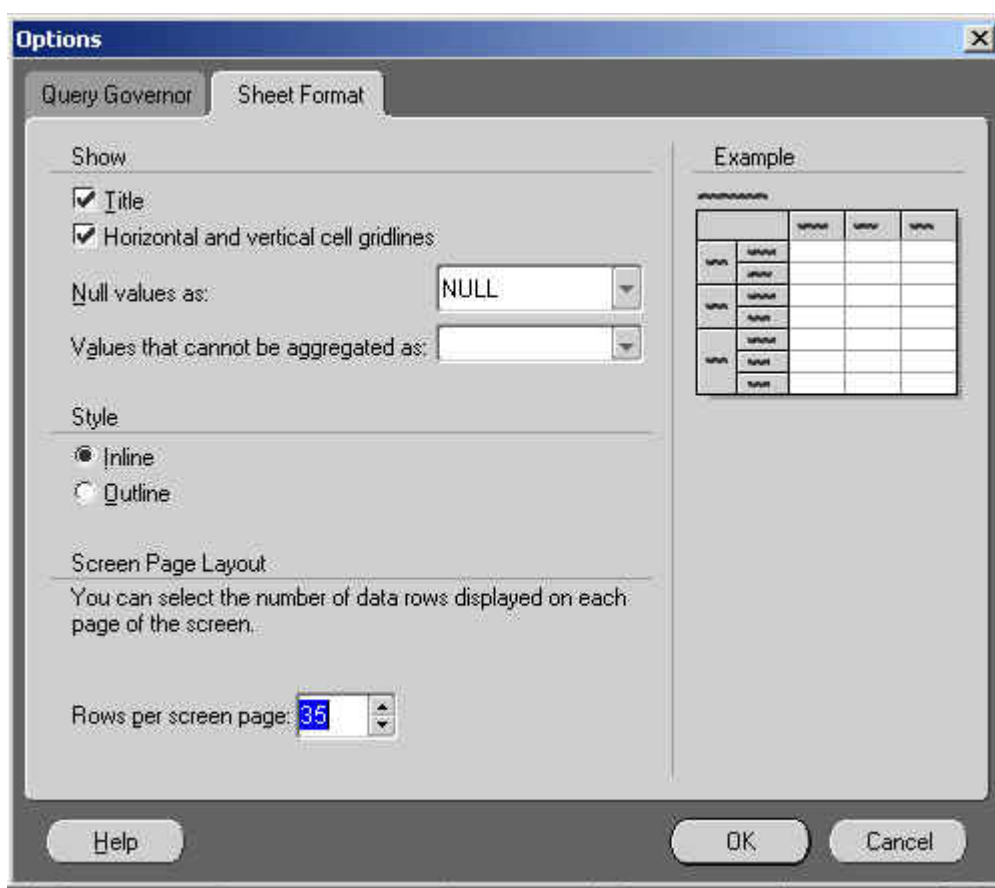 Options
Query Governor
Sheet Format
Show
Title
Horizontal and vertical cell gridlines
Null values as: NULL
Values that cannot be aggregated as:
Style
Inline
Outline
Screen Page Layout
You can select the number of data rows displayed on each
page of the screen.
Rows per screen page: 35
Example
Help
OK
Cancel